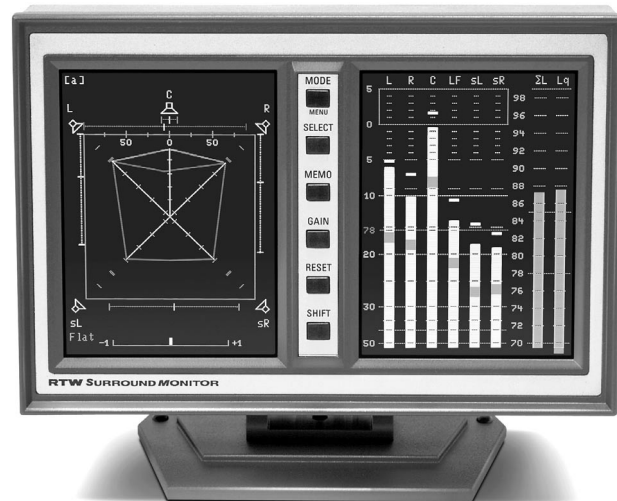 [a]
C
L R
50 0 50
sL sR
Flat -1 +1
MODE
MENU
SELECT
MEMO
GAIN
RESET
SHIFT
L R C LF sL sR ΣL Lq
5
0
5
10
78
20
30
50
98
96
94
92
90
88
86
84
82
80
78
76
74
72
70
RTW SURROUND MONITOR